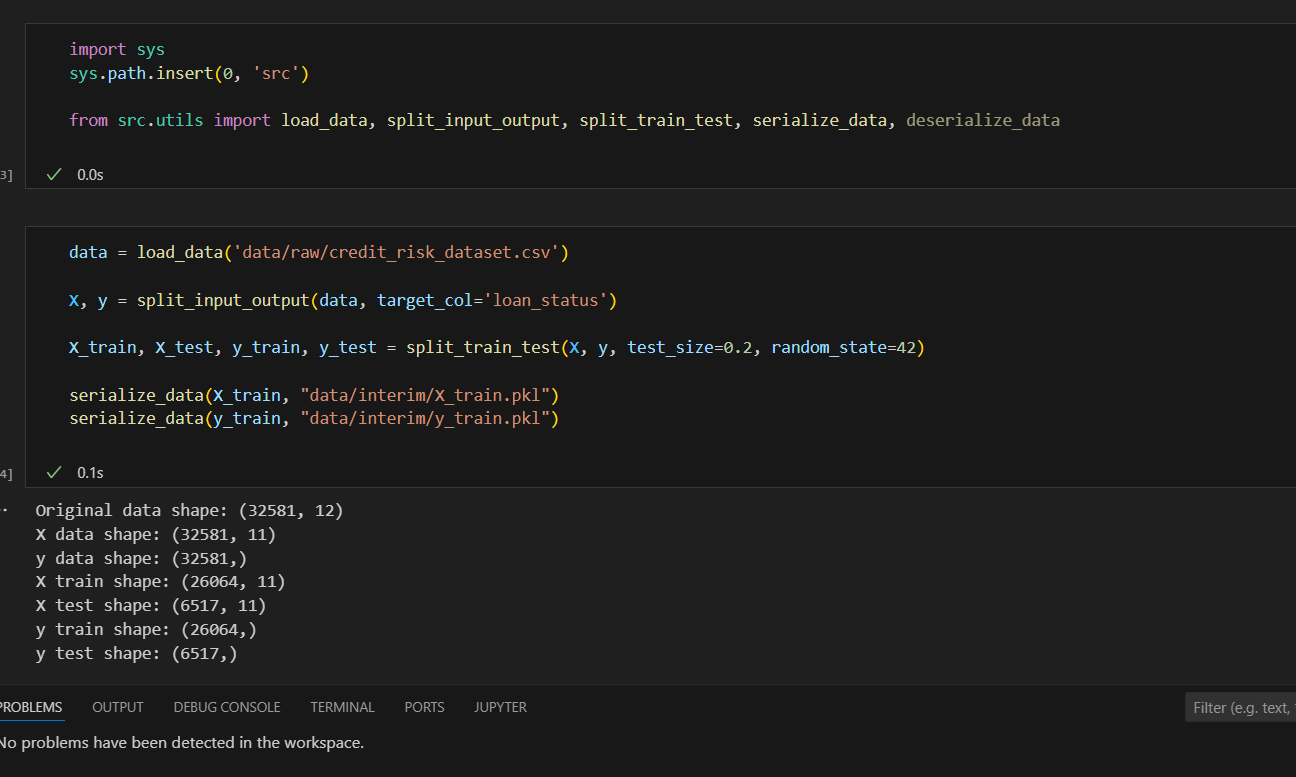 import sys
sys.path.insert(0, 'src')
from src.utils import load_data, split_input_output, split_train_test, serialize_data, deserialize_data
3]
0.0s
data = load_data('data/raw/credit_risk_dataset.csv')
X, y = split_input_output(data, target_col='loan_status')
X_train, X_test, y_train, y_test = split_train_test(X, y, test_size=0.2, random_state=42)
serialize_data(X_train, "data/interim/X_train.pkl")
serialize_data(y_train, "data/interim/y_train.pkl")
4]
0.1s
Original data shape: (32581, 12)
X data shape: (32581, 11)
y data shape: (32581,)
X train shape: (26064, 11)
X test shape: (6517, 11)
y train shape: (26064,)
y test shape: (6517,)
PROBLEMS OUTPUT DEBUG CONSOLE TERMINAL PORTS JUPYTER Filter (e.g. text,
No problems have been detected in the workspace.